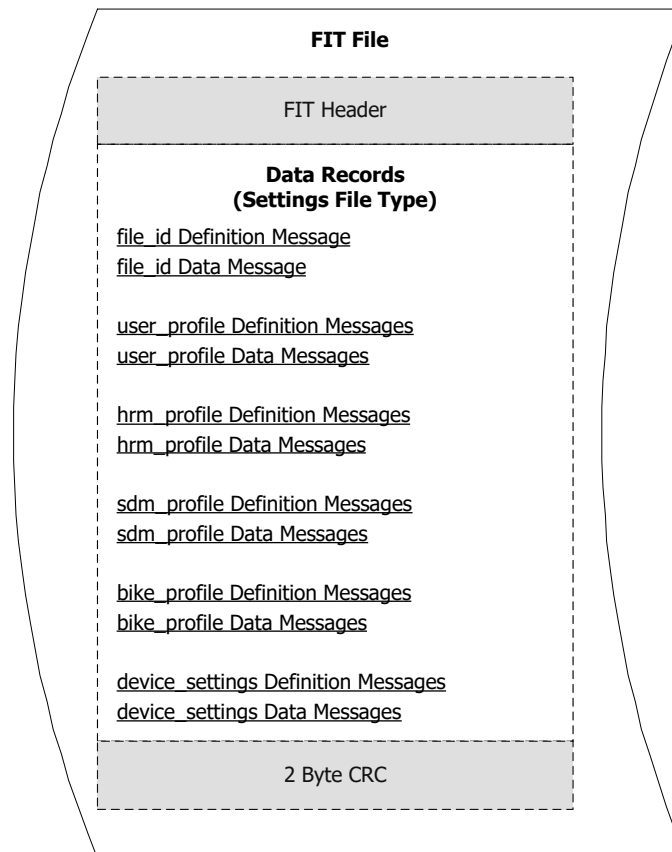 FIT File
FIT Header
Data Records
(Settings File Type)
file_id Definition Message
file_id Data Message
user_profile Definition Messages
user_profile Data Messages
hrm_profile Definition Messages
hrm_profile Data Messages
sdm_profile Definition Messages
sdm_profile Data Messages
bike_profile Definition Messages
bike_profile Data Messages
device_settings Definition Messages
device_settings Data Messages
2 Byte CRC